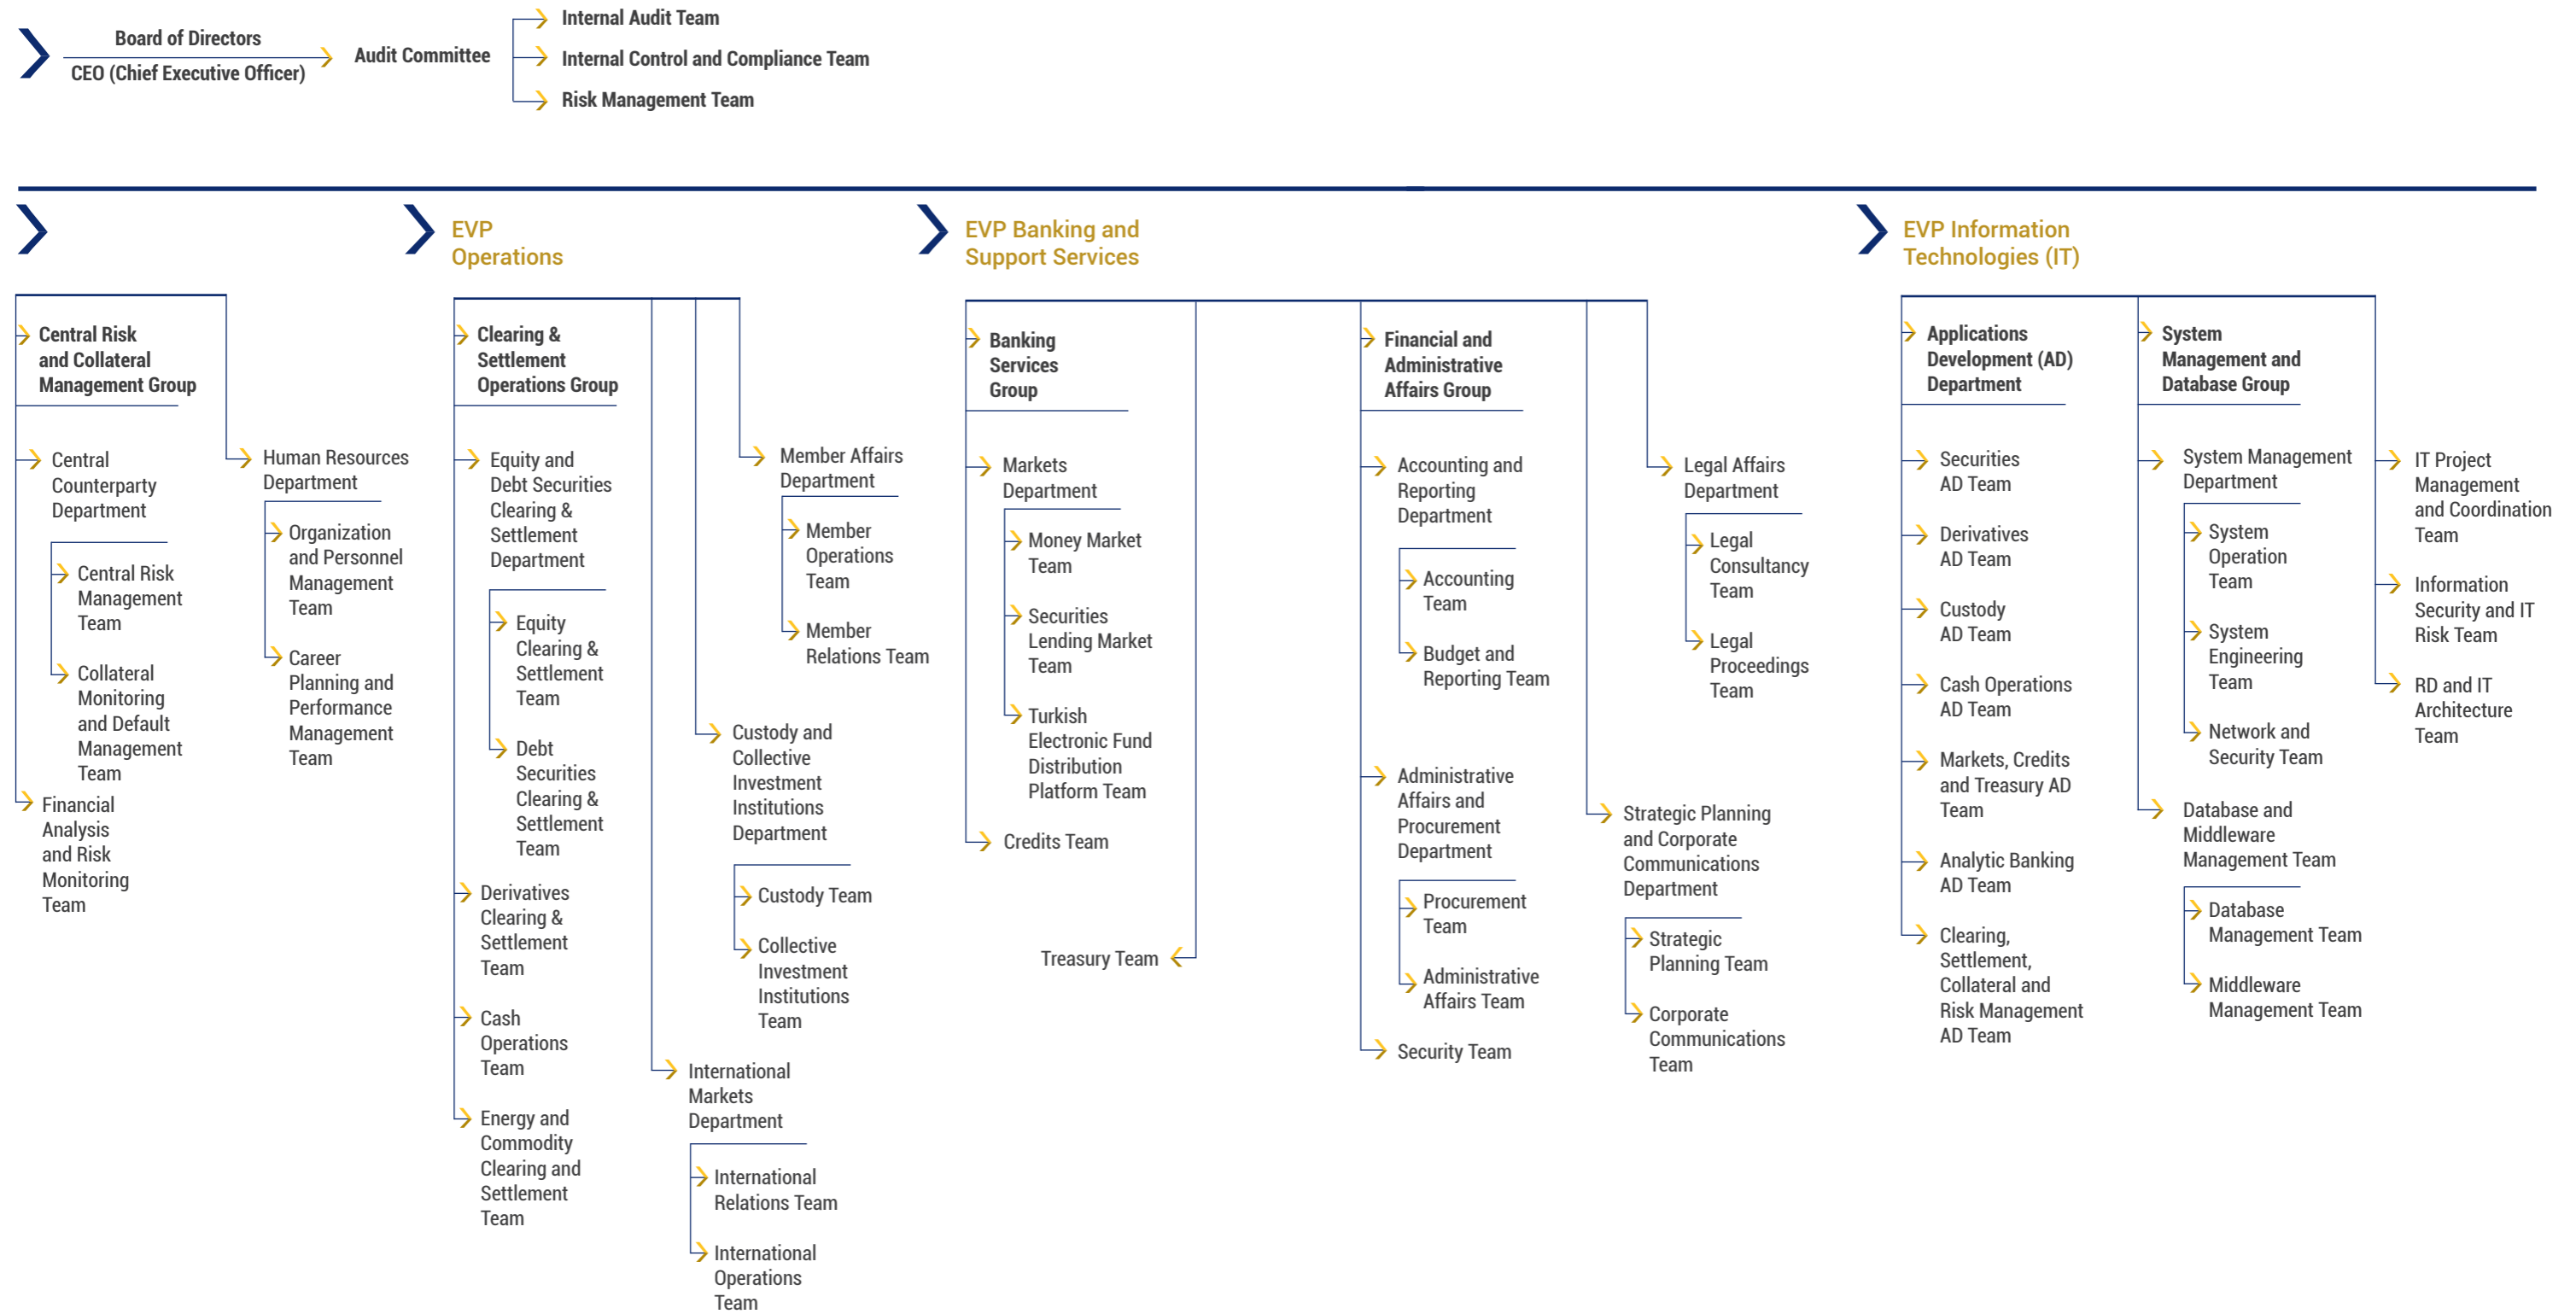 Board of Directors
CEO (Chief Executive Officer)
Audit Committee
Internal Audit Team
Internal Control and Compliance Team
Risk Management Team
Central Risk
and Collateral
Management Group
Central
Counterparty
Department
Central Risk
Management
Team
Collateral
Monitoring
and Default
Management
Team
Financial
Analysis
and Risk
Monitoring
Team
Human Resources
Department
Organization
and Personnel
Management
Team
Career
Planning and
Performance
Management
Team
EVP
Operations
Clearing &
Settlement
Operations Group
Equity and
Debt Securities
Clearing &
Settlement
Department
Equity
Clearing &
Settlement
Team
Debt
Securities
Clearing &
Settlement
Team
Derivatives
Clearing &
Settlement
Team
Cash
Operations
Team
Energy and
Commodity
Clearing and
Settlement
Team
Member Affairs
Department
Member
Operations
Team
Member
Relations Team
Custody and
Collective
Investment
Institutions
Department
Custody Team
Collective
Investment
Institutions
Team
International
Markets
Department
International
Relations Team
International
Operations
Team
EVP Banking and
Support Services
Banking
Services
Group
Markets
Department
Money Market
Team
Securities
Lending Market
Team
Turkish
Electronic Fund
Distribution
Platform Team
Credits Team
Treasury Team
Financial and
Administrative
Affairs Group
Accounting and
Reporting
Department
Accounting
Team
Budget and
Reporting Team
Administrative
Affairs and
Procurement
Department
Procurement
Team
Administrative
Affairs Team
Security Team
Legal Affairs
Department
Legal
Consultancy
Team
Legal
Proceedings
Team
Strategic Planning
and Corporate
Communications
Department
Strategic
Planning Team
Corporate
Communications
Team
EVP Information
Technologies (IT)
Applications
Development (AD)
Department
Securities
AD Team
Derivatives
AD Team
Custody
AD Team
Cash Operations
AD Team
Markets, Credits
and Treasury AD
Team
Analytic Banking
AD Team
Clearing,
Settlement,
Collateral and
Risk Management
AD Team
System
Management and
Database Group
System Management
Department
System
Operation
Team
System
Engineering
Team
Network and
Security Team
Database and
Middleware
Management Team
Database
Management Team
Middleware
Management Team
IT Project
Management
and Coordination
Team
Information
Security and IT
Risk Team
RD and IT
Architecture
Team